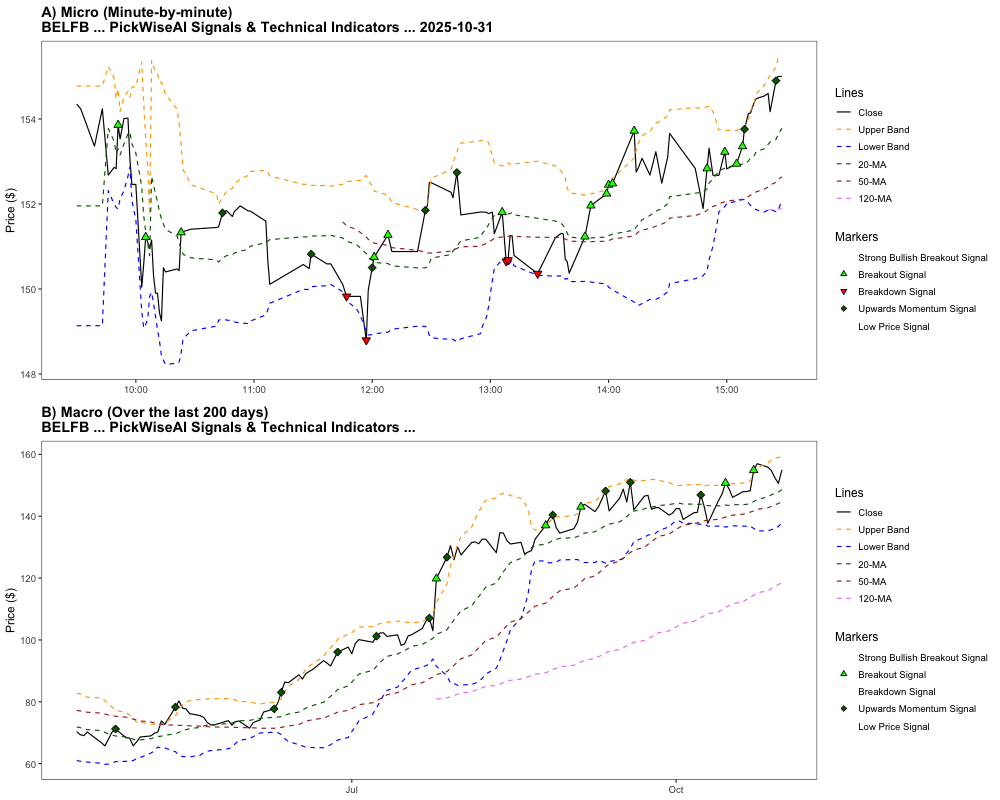 A) Micro (Minute-by-minute)
BELFB ... PickWiseAI Signals & Technical Indicators ... 2025-10-31
Price ($)
154
152
150
148
10:00
11:00
12:00
13:00
14:00
15:00
Lines
Close
Upper Band
Lower Band
20-MA
50-MA
120-MA
Markers
Strong Bullish Breakout Signal
Breakout Signal
Breakdown Signal
Upwards Momentum Signal
Low Price Signal
B) Macro (Over the last 200 days)
BELFB ... PickWiseAI Signals & Technical Indicators ...
Price ($)
160
140
120
100
80
60
Jul
Oct
Lines
Close
Upper Band
Lower Band
20-MA
50-MA
120-MA
Markers
Strong Bullish Breakout Signal
Breakout Signal
Breakdown Signal
Upwards Momentum Signal
Low Price Signal